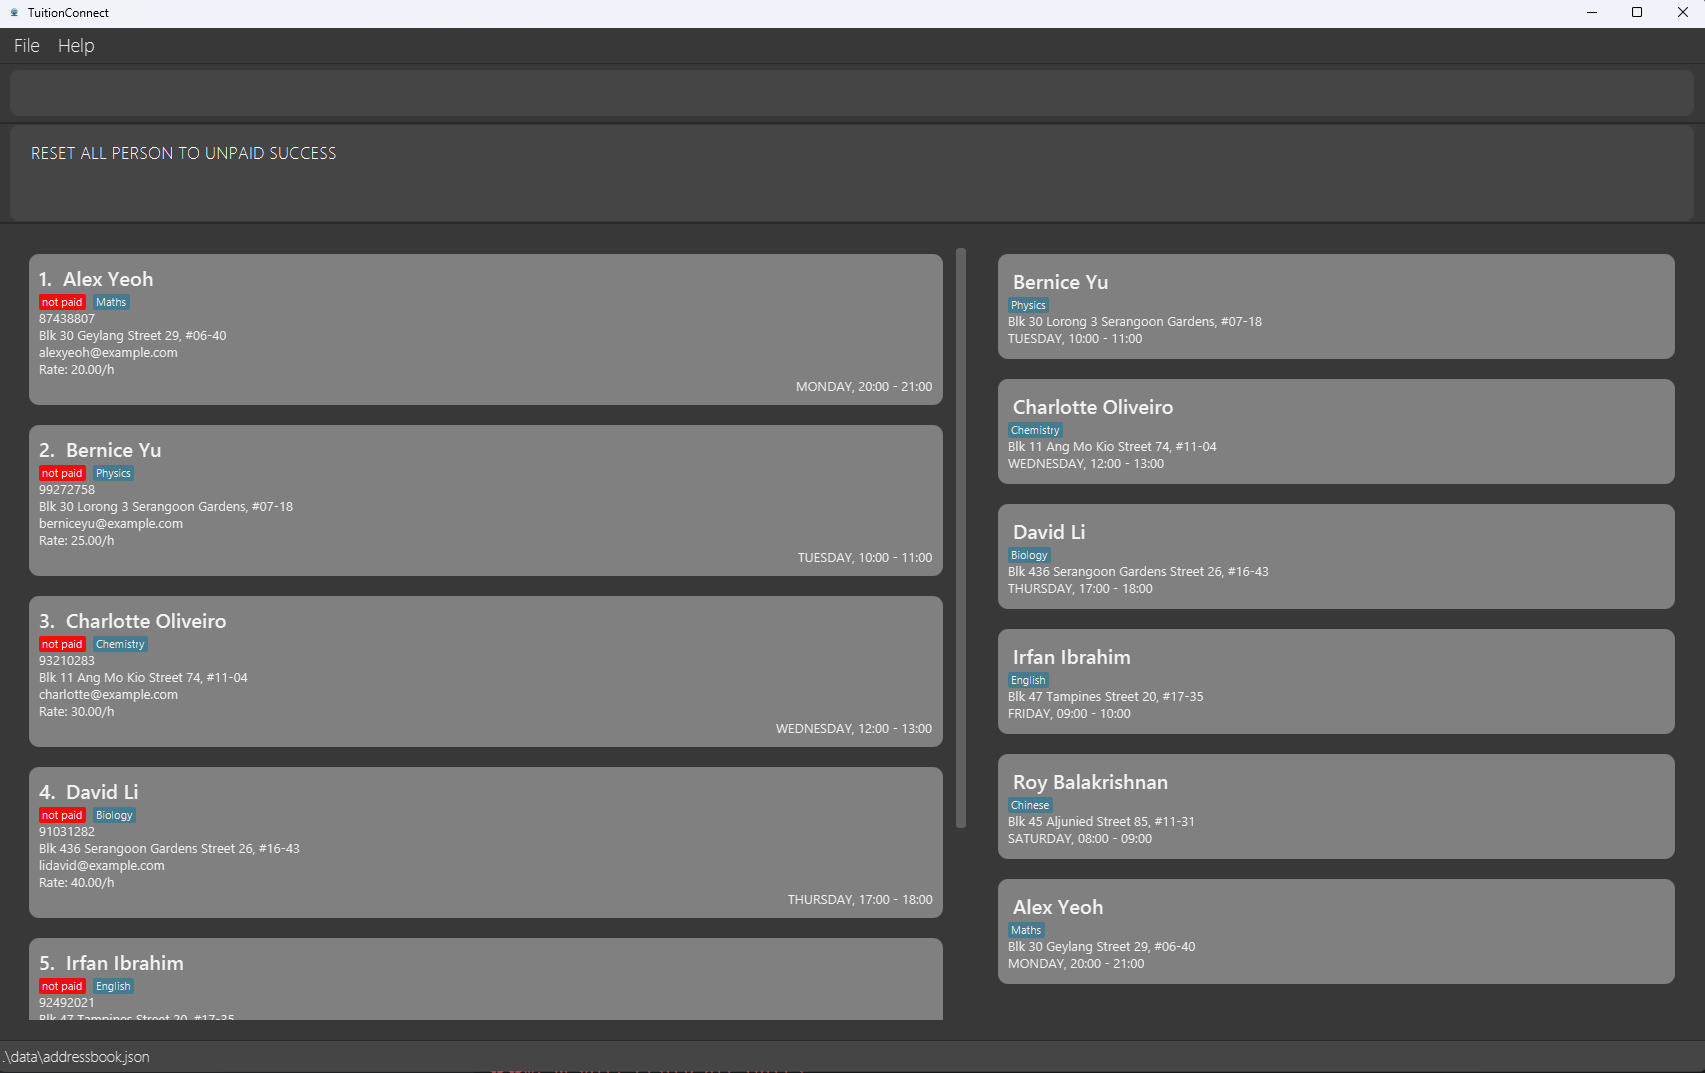 TuitionConnect
File Help
RESET ALL PERSON TO UNPAID SUCCESS
1. Alex Yeoh
not paid Maths
87438807
Blk 30 Geylang Street 29, #06-40
alexyeoh@example.com
Rate: 20.00/h
MONDAY, 20:00 - 21:00
2. Bernice Yu
not paid Physics
99272758
Blk 30 Lorong 3 Serangoon Gardens, #07-18
berniceyu@example.com
Rate: 25.00/h
TUESDAY, 10:00 - 11:00
3. Charlotte Oliveiro
not paid Chemistry
93210283
Blk 11 Ang Mo Kio Street 74, #11-04
charlotte@example.com
Rate: 30.00/h
WEDNESDAY, 12:00 - 13:00
4. David Li
not paid Biology
91031282
Blk 436 Serangoon Gardens Street 26, #16-43
lidavid@example.com
Rate: 40.00/h
THURSDAY, 17:00 - 18:00
5. Irfan Ibrahim
not paid English
92492021
Blk 47 Tampines Street 20, #17-35
Bernice Yu
Physics
Blk 30 Lorong 3 Serangoon Gardens, #07-18
TUESDAY, 10:00 - 11:00
Charlotte Oliveiro
Chemistry
Blk 11 Ang Mo Kio Street 74, #11-04
WEDNESDAY, 12:00 - 13:00
David Li
Biology
Blk 436 Serangoon Gardens Street 26, #16-43
THURSDAY, 17:00 - 18:00
Irfan Ibrahim
English
Blk 47 Tampines Street 20, #17-35
FRIDAY, 09:00 - 10:00
Roy Balakrishnan
Chinese
Blk 45 Aljunied Street 85, #11-31
SATURDAY, 08:00 - 09:00
Alex Yeoh
Maths
Blk 30 Geylang Street 29, #06-40
MONDAY, 20:00 - 21:00
.\data\addressbook.json